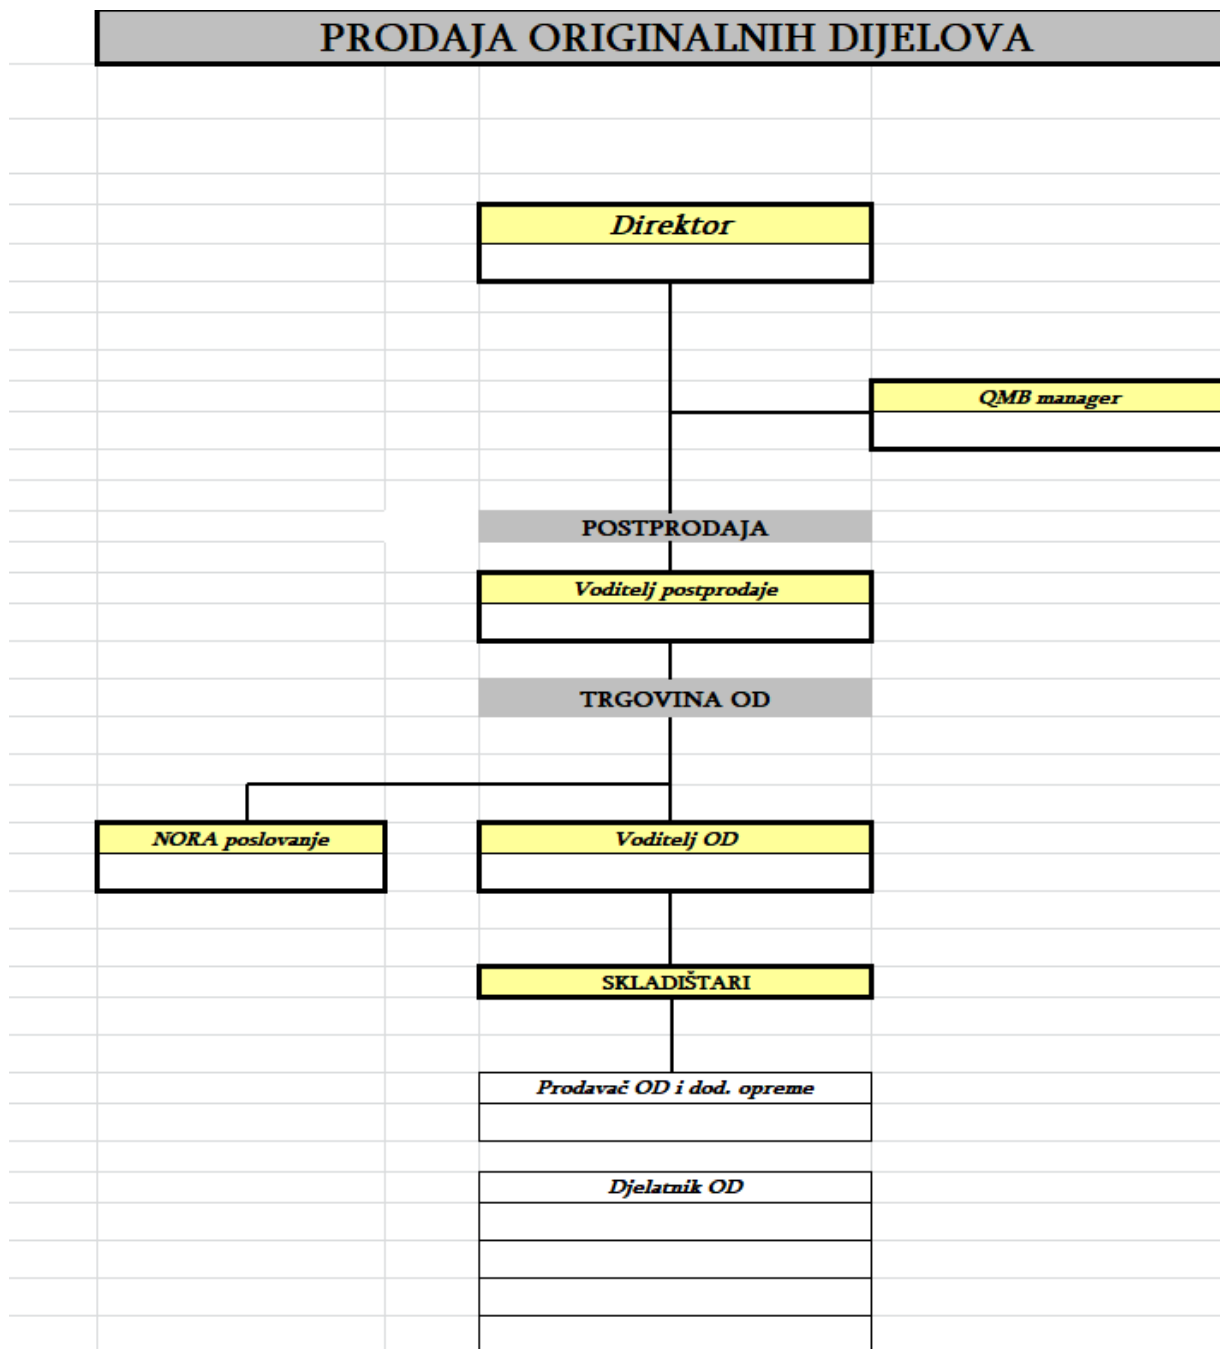 PRODAJA ORIGINALNIH DIJELOVA
Direktor
QMB manager
POSTPRODAJA
Voditelj postprodaje
TRGOVINA OD
NORA poslovanje
Voditelj OD
SKLADIŠTARI
Prodavač OD i dod. opreme
Djelatnik OD